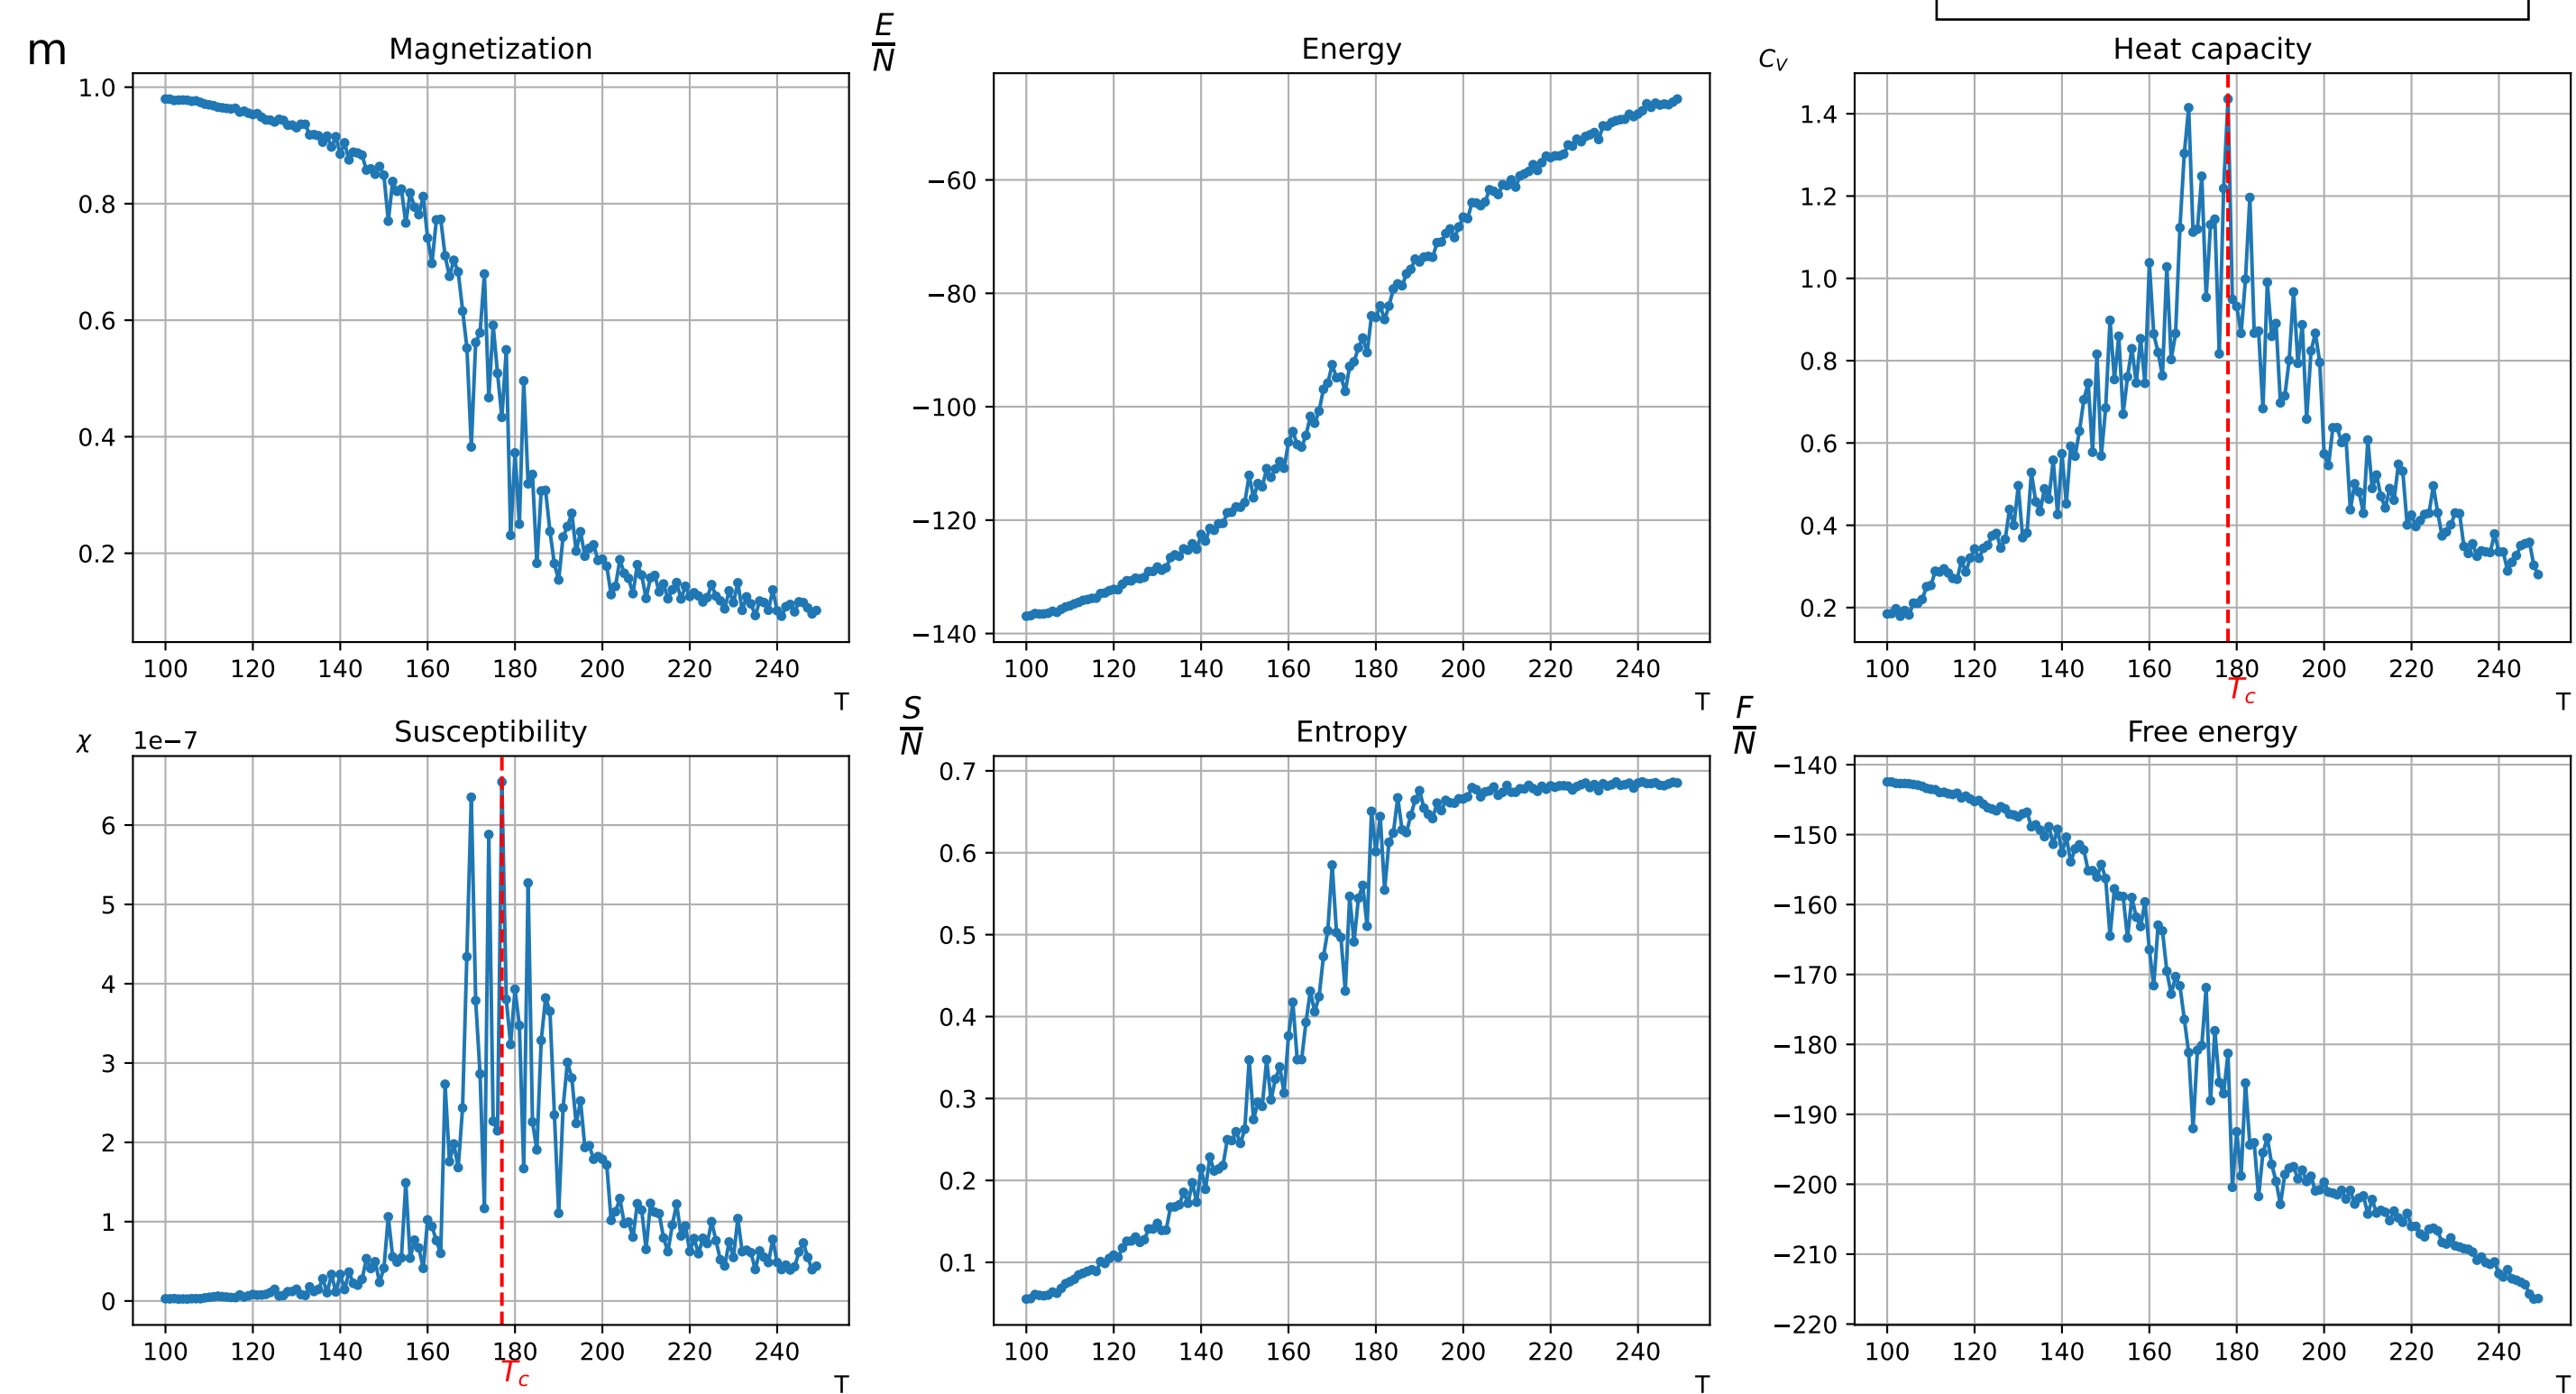 m
Magnetization
1.0
0.8
0.6
0.4
0.2
100 120 140 160 180 200 220 240
T
E
N
Energy
−60
−80
−100
−120
−140
100 120 140 160 180 200 220 240
T
C_V
Heat capacity
1.4
1.2
1.0
0.8
0.6
0.4
0.2
100 120 140 160 180 200 220 240
T_c
T
χ
1e−7
Susceptibility
6
5
4
3
2
1
0
100 120 140 160 180 200 220 240
T_c
T
S
N
Entropy
0.7
0.6
0.5
0.4
0.3
0.2
0.1
100 120 140 160 180 200 220 240
T
F
N
Free energy
−140
−150
−160
−170
−180
−190
−200
−210
−220
100 120 140 160 180 200 220 240
T